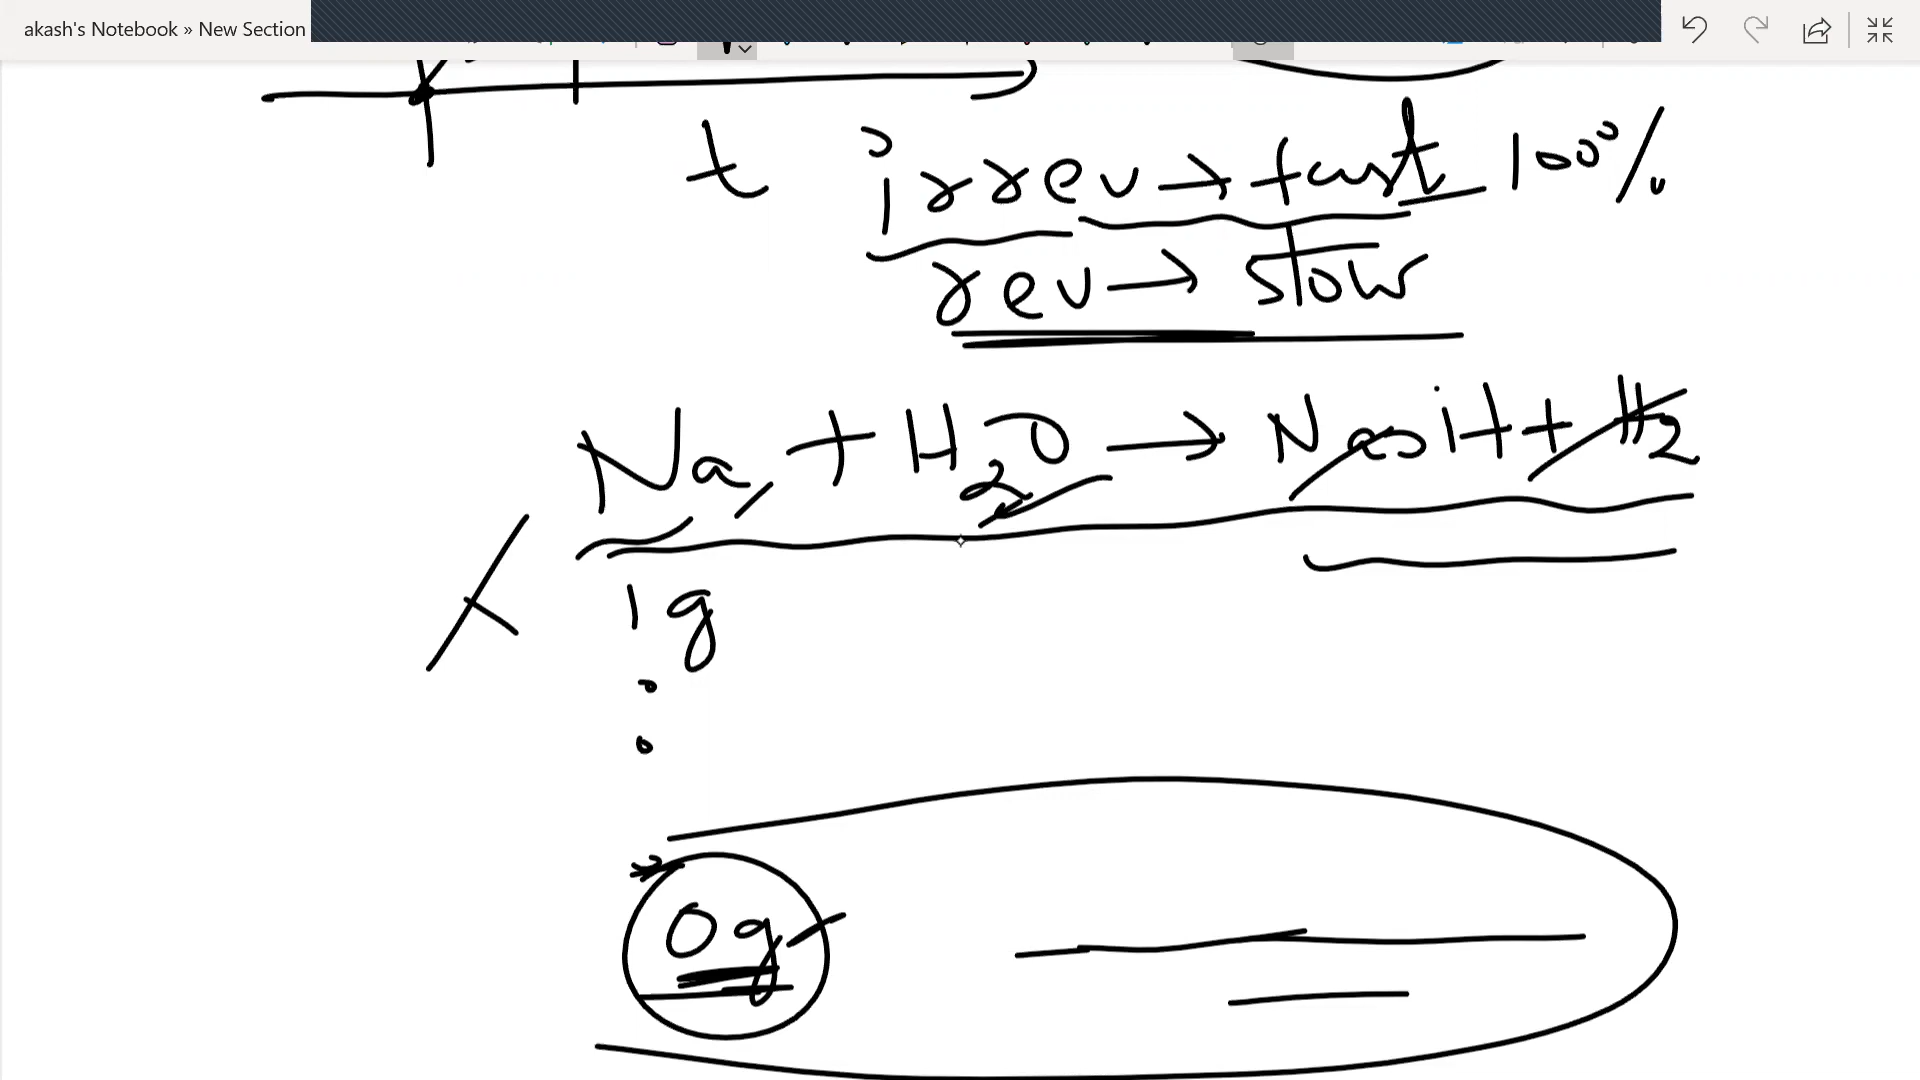 akash's Notebook » New Section
t
irrev → fast 100%
rev → slow
Na + H2O → NaOH + H2
1g
0g